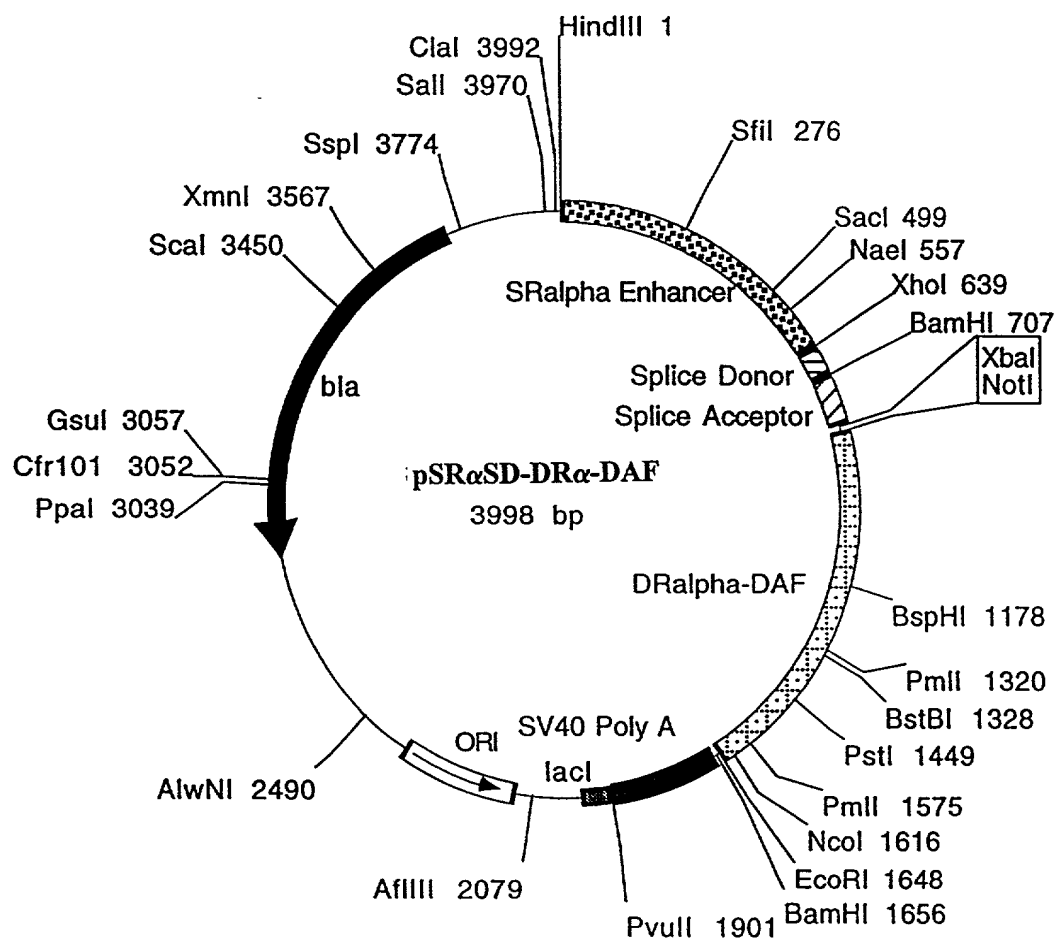 HindIII 1
ClaI 3992
SalI 3970
SspI 3774
XmnI 3567
ScaI 3450
SfiI 276
SacI 499
NaeI 557
XhoI 639
BamHI 707
XbaI
NotI
SRalpha Enhancer
Splice Donor
Splice Acceptor
bla
GsuI 3057
Cfr101 3052
PpaI 3039
pSRαSD-DRα-DAF
3998 bp
DRalpha-DAF
BspHI 1178
PmlI 1320
BstBI 1328
PstI 1449
PmlI 1575
NcoI 1616
EcoRI 1648
BamHI 1656
PvuII 1901
SV40 Poly A
lacI
ORI
AlwNI 2490
AflIII 2079